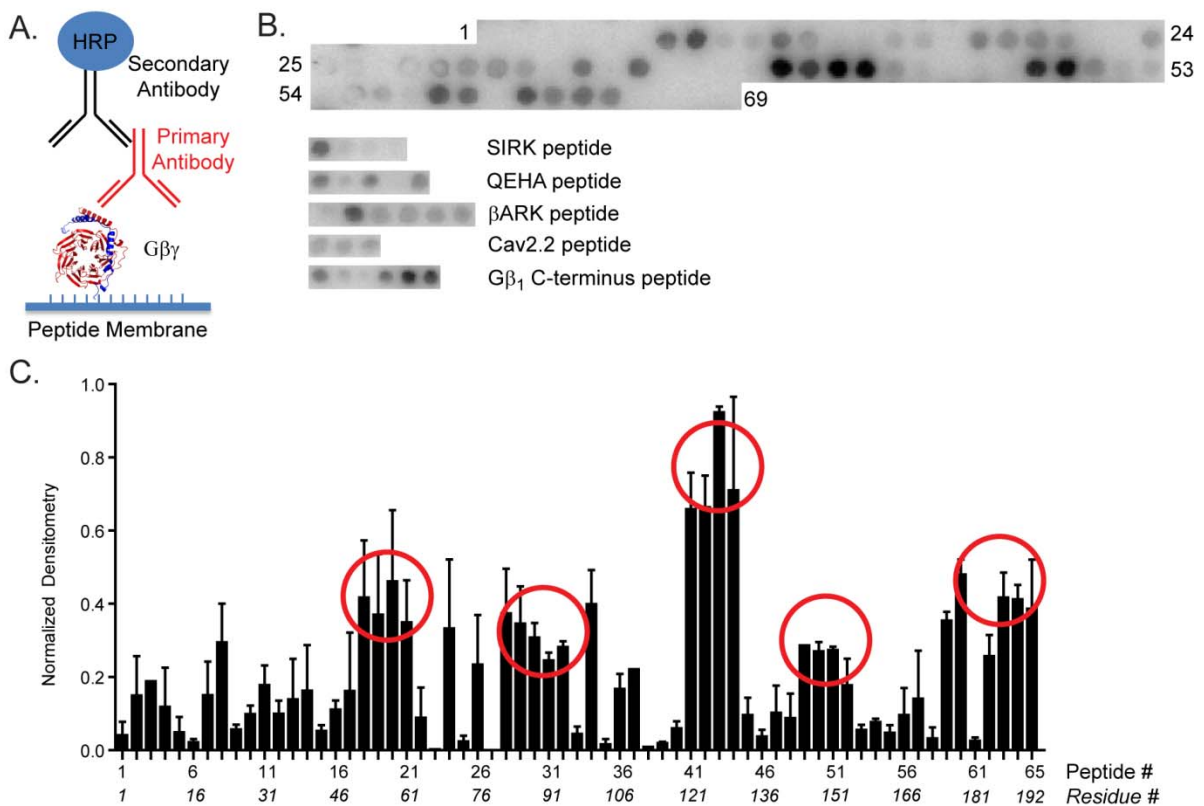 A.
HRP
Secondary
Antibody
Primary
Antibody
Gβγ
Peptide Membrane
B.
1
24
25
53
54
69
SIRK peptide
QEHA peptide
βARK peptide
Cav2.2 peptide
Gβ1 C-terminus peptide
C.
Normalized Densitometry
1.0
0.8
0.6
0.4
0.2
0.0
1 6 11 16 21 26 31 36 41 46 51 56 61 65 Peptide #
1 16 31 46 61 76 91 106 121 136 151 166 181 192 Residue #